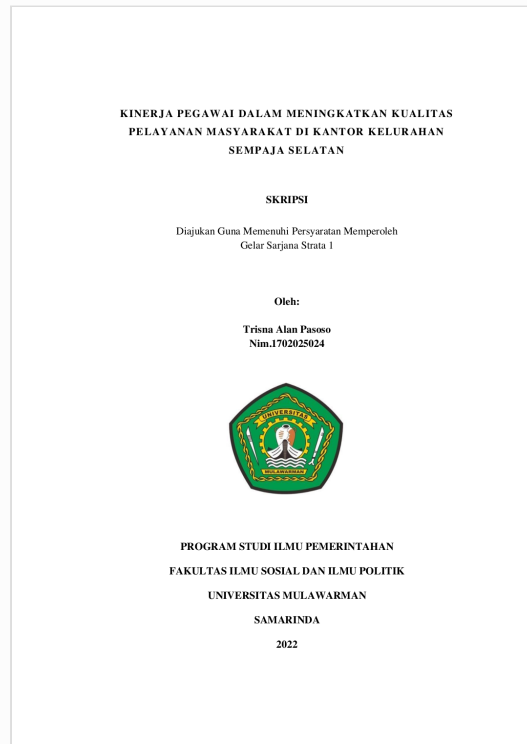 KINERJA PEGAWAI DALAM MENINGKATKAN KUALITAS
PELAYANAN MASYARAKAT DI KANTOR KELURAHAN
SEMPAJA SELATAN
SKRIPSI
Diajukan Guna Memenuhi Persyaratan Memperoleh
Gelar Sarjana Strata 1
Oleh:
Trisna Alan Pasoso
Nim.1702025024
UNIVERSITAS
MULAWARMAN
PROGRAM STUDI ILMU PEMERINTAHAN
FAKULTAS ILMU SOSIAL DAN ILMU POLITIK
UNIVERSITAS MULAWARMAN
SAMARINDA
2022